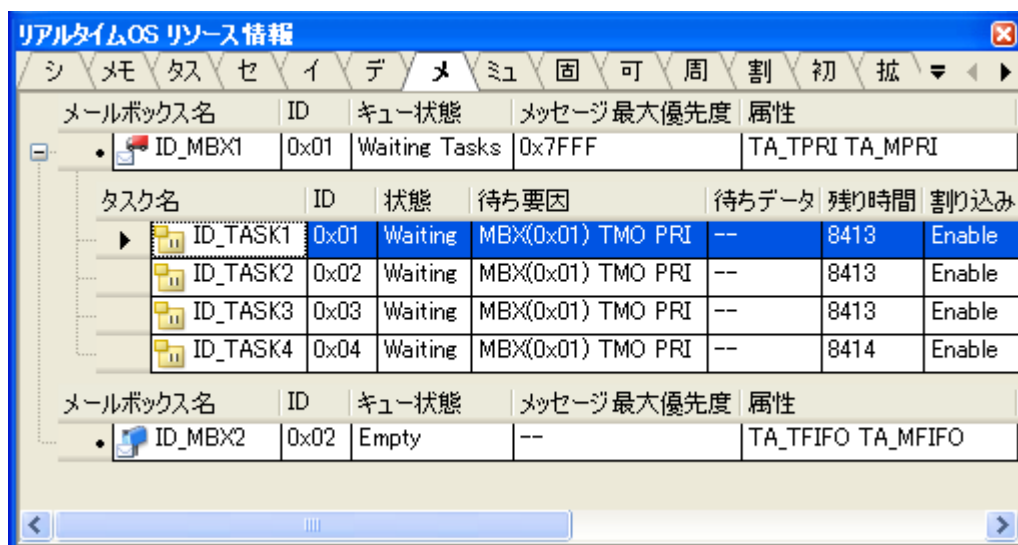 リアルタイムOS リソース情報
シ メモ タス セ イ デ メ ミュ 固 可 周 割 初 拡
メールボックス名 ID キュー状態 メッセージ最大優先度 属性
ID_MBX1 0x01 Waiting Tasks 0x7FFF TA_TPRI TA_MPRI
タスク名 ID 状態 待ち要因 待ちデータ 残り時間 割り込み
ID_TASK1 0x01 Waiting MBX(0x01) TMO PRI -- 8413 Enable
ID_TASK2 0x02 Waiting MBX(0x01) TMO PRI -- 8413 Enable
ID_TASK3 0x03 Waiting MBX(0x01) TMO PRI -- 8413 Enable
ID_TASK4 0x04 Waiting MBX(0x01) TMO PRI -- 8414 Enable
メールボックス名 ID キュー状態 メッセージ最大優先度 属性
ID_MBX2 0x02 Empty -- TA_TFIFO TA_MFIFO